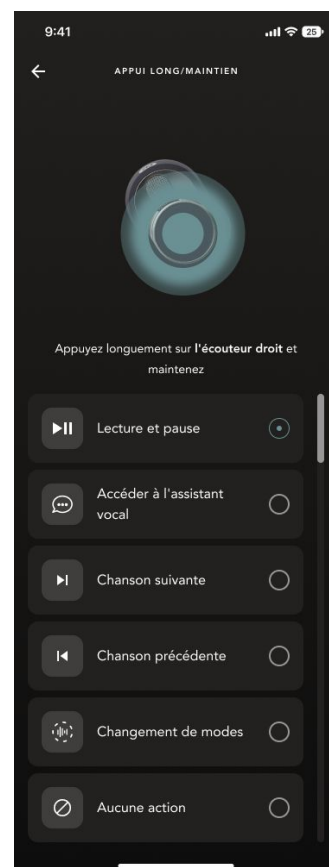 9:41
25
APPUI LONG/MAINTIEN
Appuyez longuement sur l'écouteur droit et
maintenez
Lecture et pause
Accéder à l'assistant
vocal
Chanson suivante
Chanson précédente
Changement de modes
Aucune action